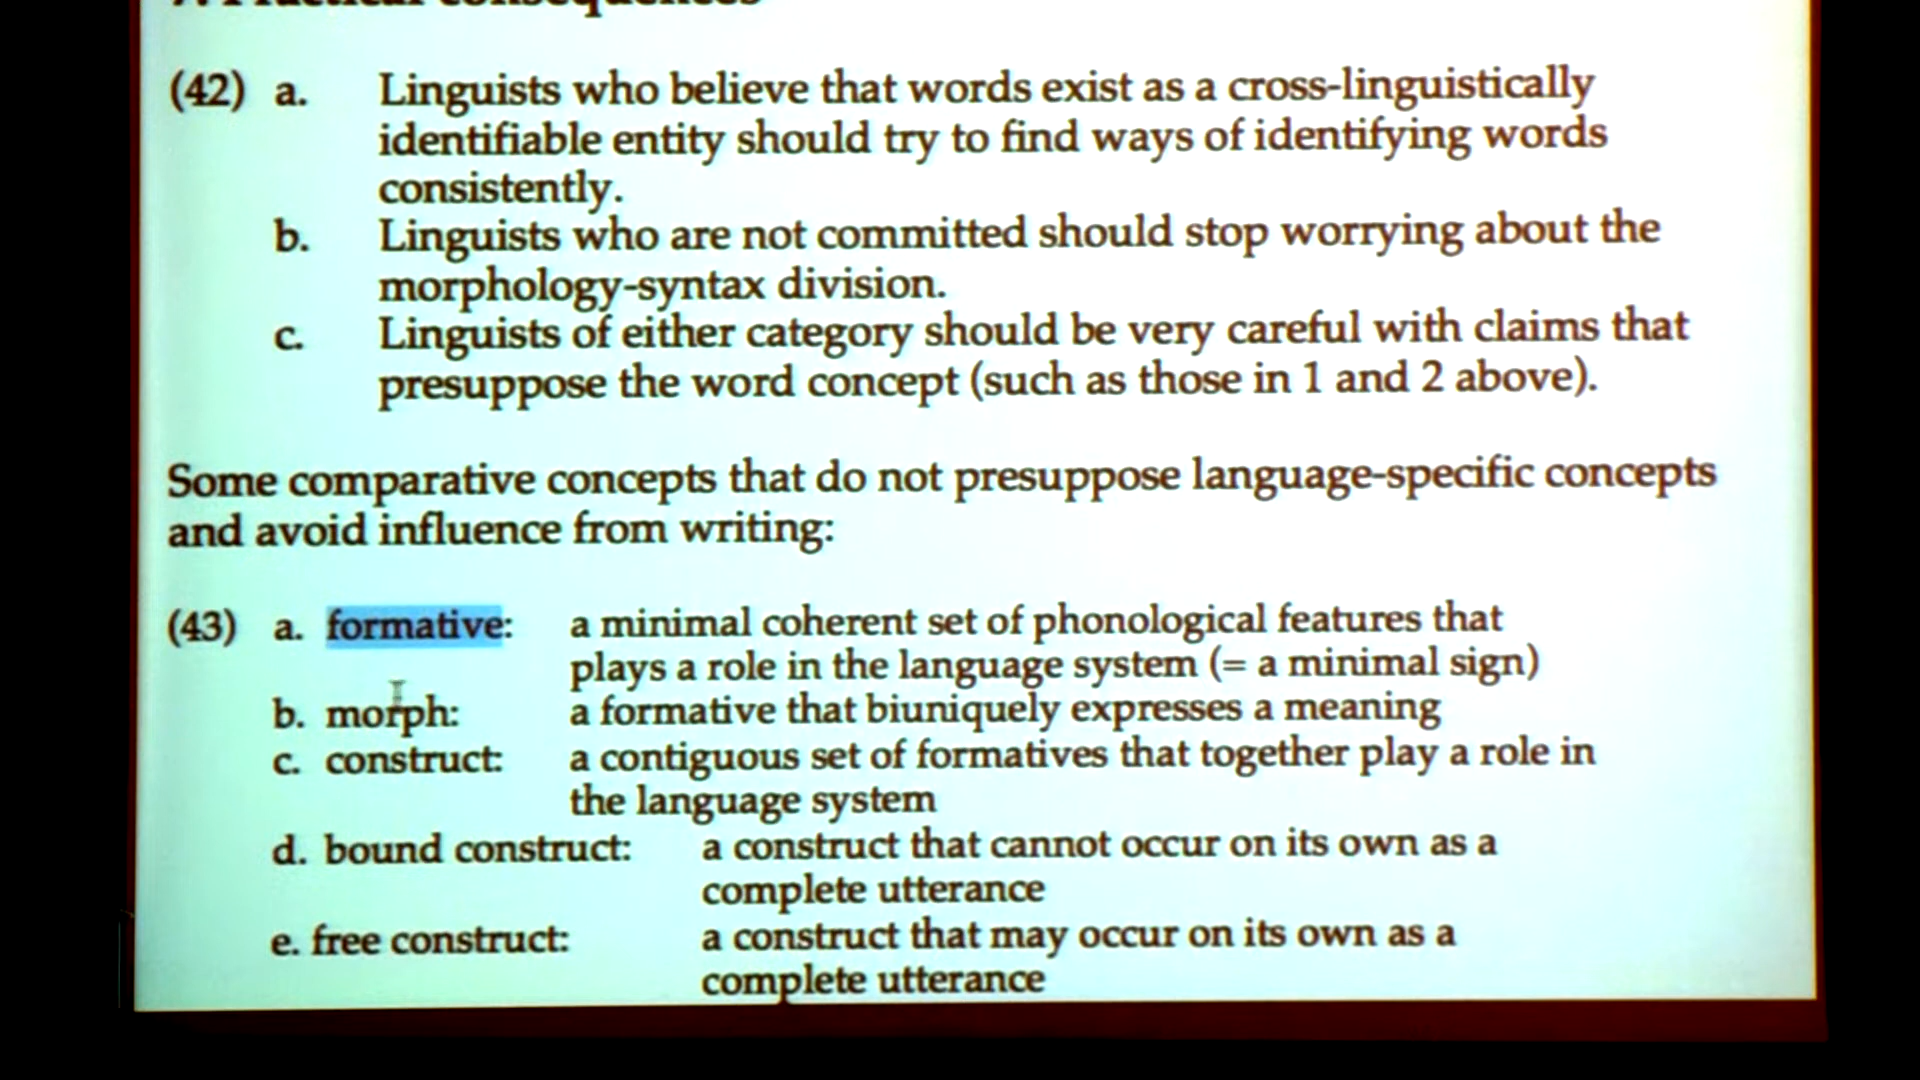 7. Practical consequences
(42) a. Linguists who believe that words exist as a cross-linguistically
identifiable entity should try to find ways of identifying words
consistently.
b. Linguists who are not committed should stop worrying about the
morphology-syntax division.
c. Linguists of either category should be very careful with claims that
presuppose the word concept (such as those in 1 and 2 above).
Some comparative concepts that do not presuppose language-specific concepts
and avoid influence from writing:
(43) a. formative: a minimal coherent set of phonological features that
plays a role in the language system (= a minimal sign)
b. morph: a formative that biuniquely expresses a meaning
c. construct: a contiguous set of formatives that together play a role in
the language system
d. bound construct: a construct that cannot occur on its own as a
complete utterance
e. free construct: a construct that may occur on its own as a
complete utterance